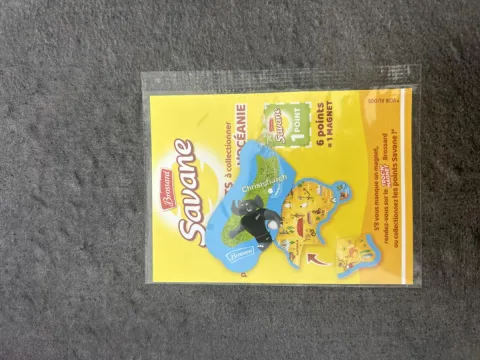 Brossard
Savane
TS à collectionner
L'OCÉANIE
Savane
1 POINT
6 points
= 1 MAGNET
Christchurch
Brossard
S'il vous manque un magnet,
rendez-vous sur le Brossard
ou collectionnez les points Savane !*